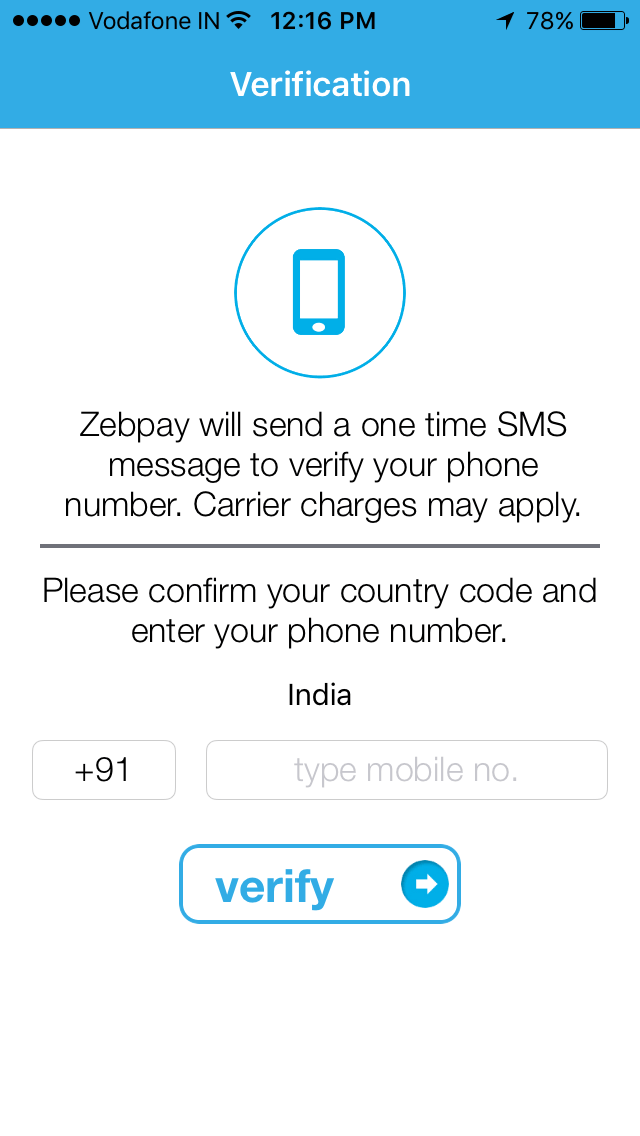 Vodafone IN 12:16 PM 78%
Verification
Zebpay will send a one time SMS
message to verify your phone
number. Carrier charges may apply.
Please confirm your country code and
enter your phone number.
India
+91 type mobile no.
verify